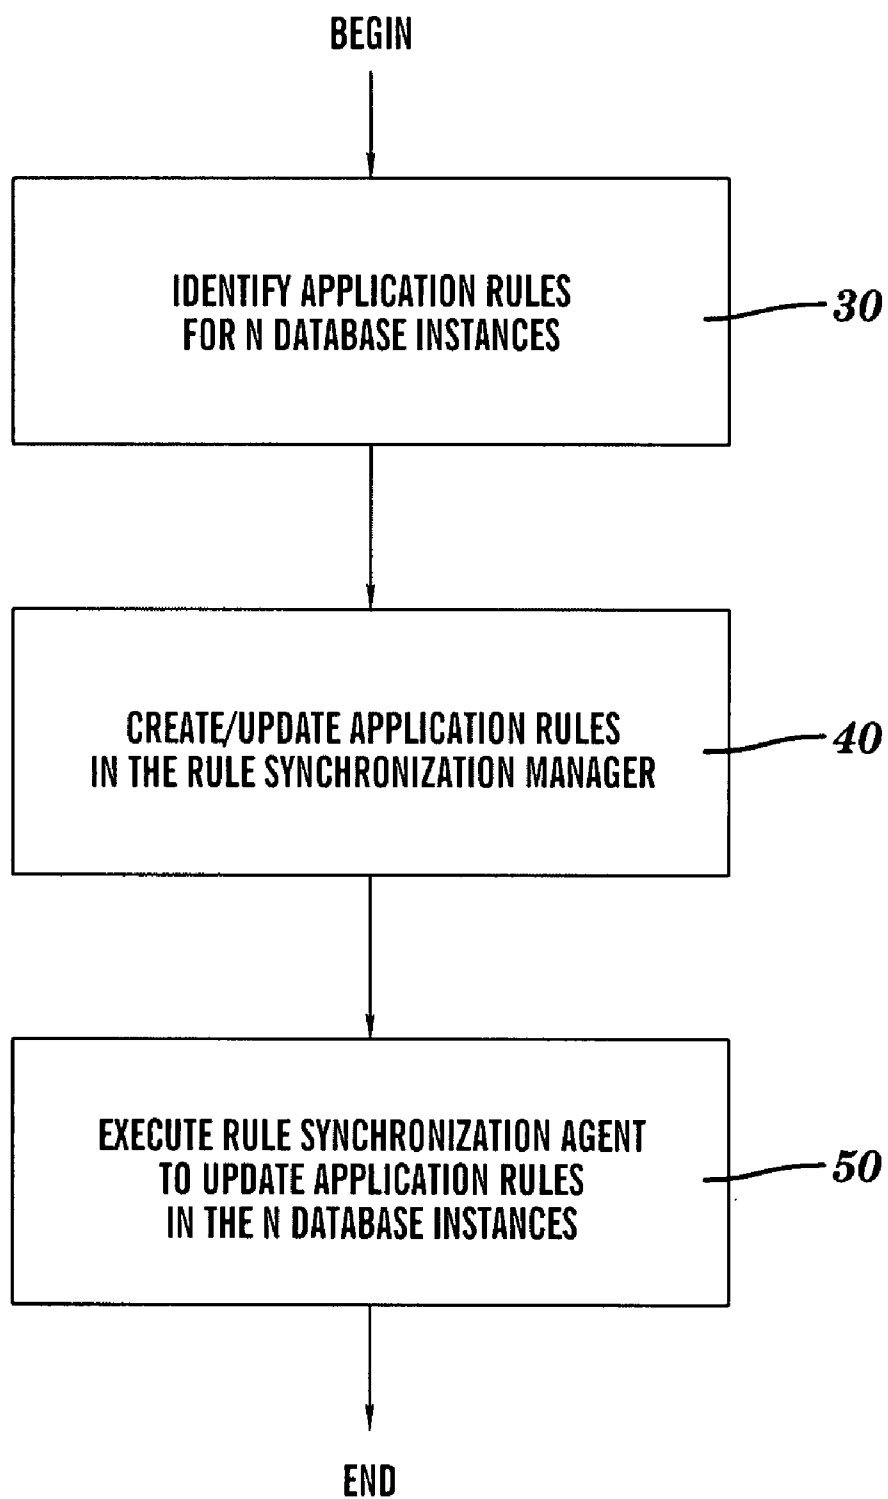 BEGIN
IDENTIFY APPLICATION RULES
FOR N DATABASE INSTANCES
30
CREATE/UPDATE APPLICATION RULES
IN THE RULE SYNCHRONIZATION MANAGER
40
EXECUTE RULE SYNCHRONIZATION AGENT
TO UPDATE APPLICATION RULES
IN THE N DATABASE INSTANCES
50
END